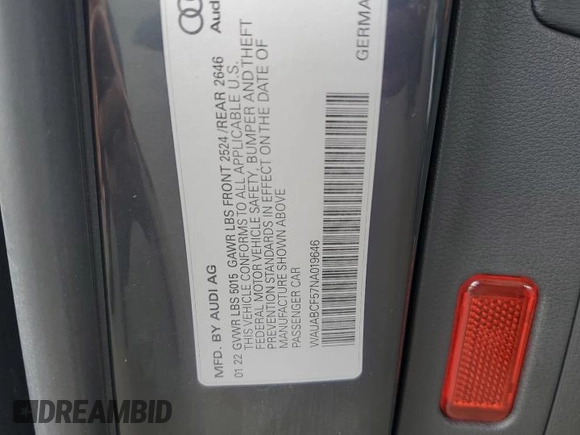 Audi
MFD. BY AUDI AG
01 22 GVWR LBS 5015 GAWR LBS FRONT 2524 /REAR 2646
THIS VEHICLE CONFORMS TO ALL APPLICABLE U.S.
FEDERAL MOTOR VEHICLE SAFETY, BUMPER AND THEFT
PREVENTION STANDARDS IN EFFECT ON THE DATE OF
MANUFACTURE SHOWN ABOVE
PASSENGER CAR
GERMANY
WAUABCF57NA019646
DREAMBID